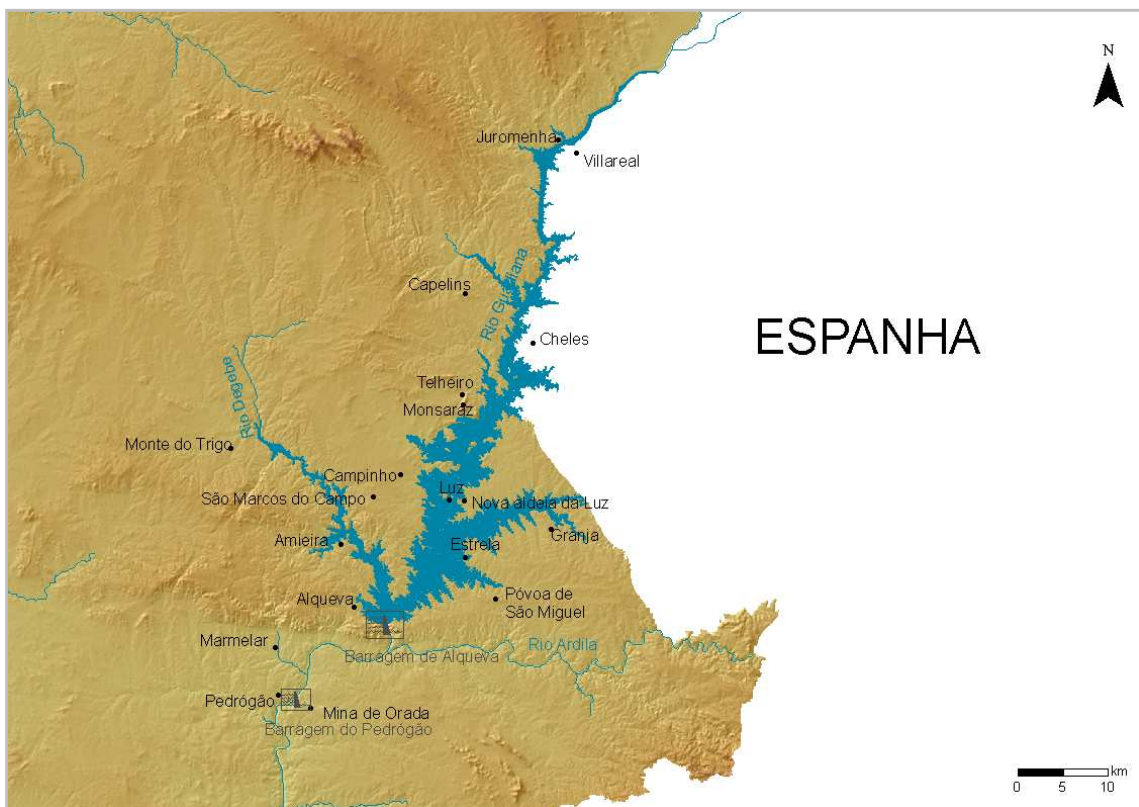 N
Juromenha
Villareal
Rio Guadiana
Capelins
ESPANHA
Cheles
Rio Degebe
Telheiro
Monsaraz
Monte do Trigo
Campinho
Luz
São Marcos do Campo
Nova aldeia da Luz
Granja
Amieira
Estrela
Alqueva
Póvoa de
São Miguel
Marmelar
Rio Ardila
Barragem de Alqueva
Pedrógão
Mina de Orada
Barragem do Pedrógão
km
0 5 10